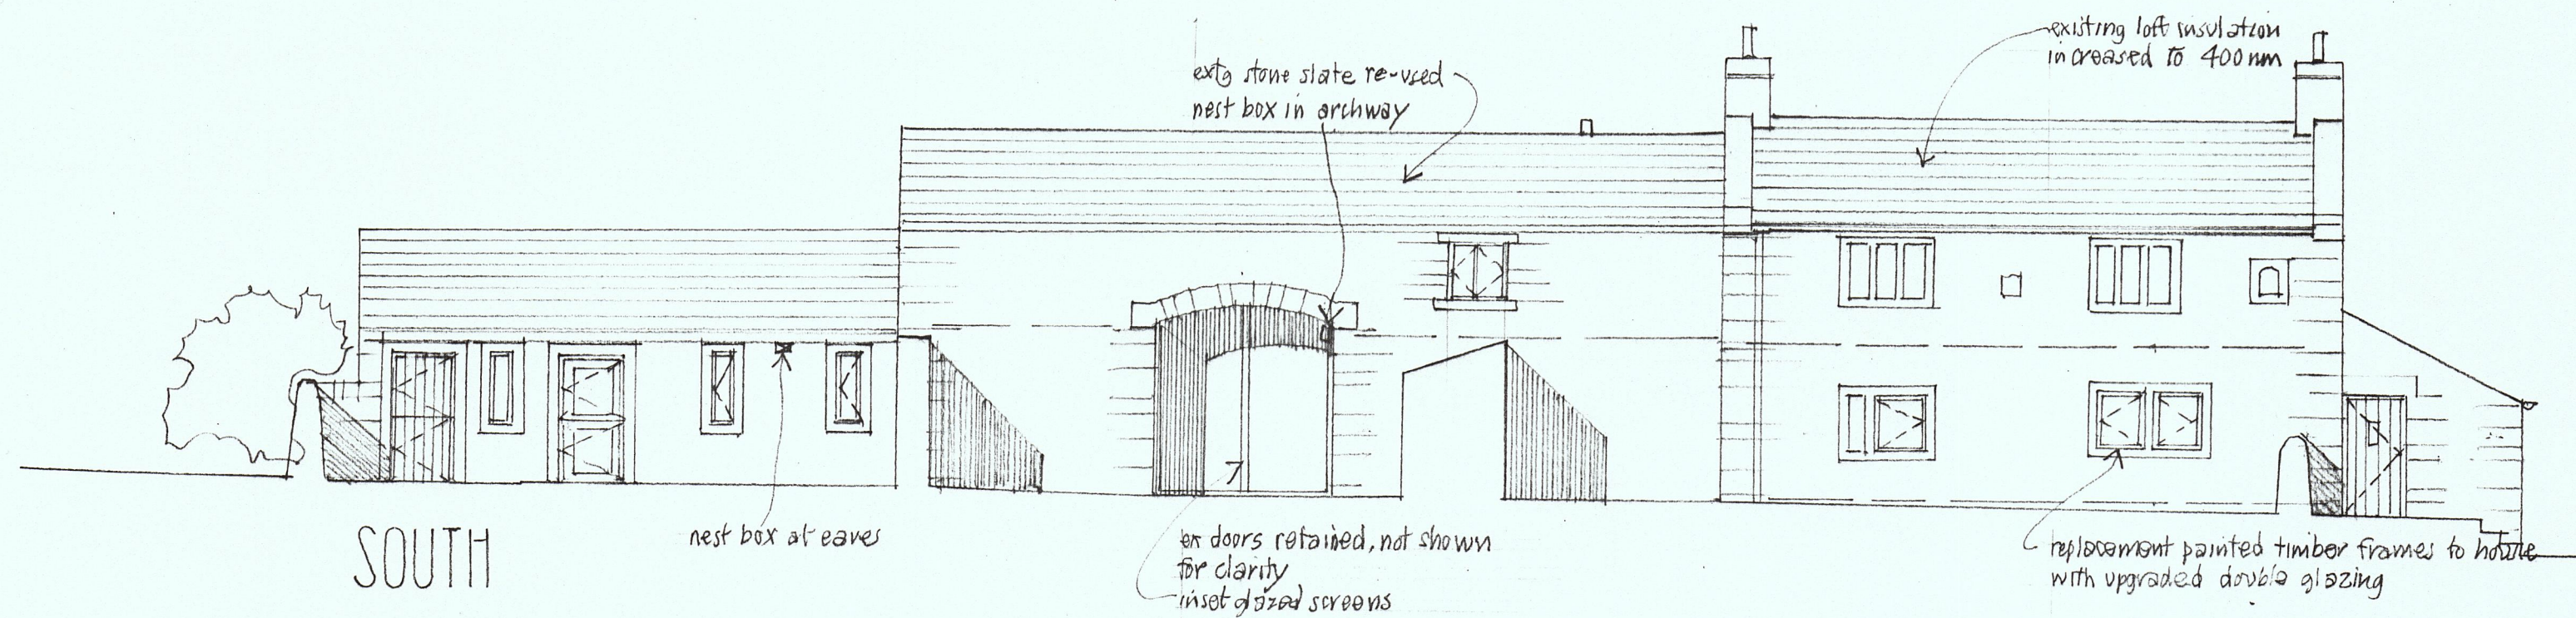 existing loft insulation
increased to 400mm
extg stone slate re-used
nest box in archway
SOUTH
nest box at eaves
ex doors retained, not shown
for clarity
inset glazed screens
replacement painted timber frames to house
with upgraded double glazing